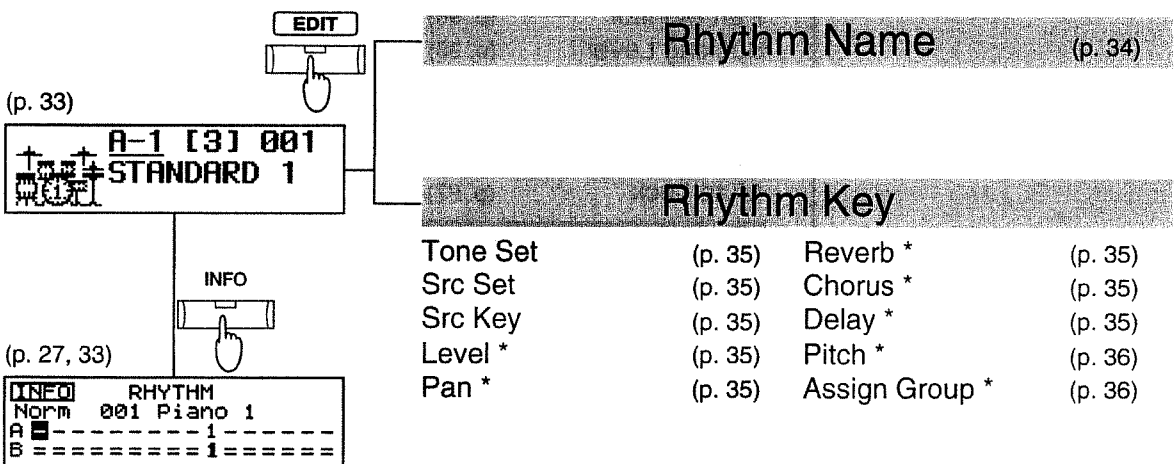 EDIT
Rhythm Name (p. 34)
(p. 33)
A-1 [3] 001
STANDARD 1
1
Rhythm Key
Tone Set (p. 35) Reverb * (p. 35)
Src Set (p. 35) Chorus * (p. 35)
Src Key (p. 35) Delay * (p. 35)
Level * (p. 35) Pitch * (p. 36)
Pan * (p. 35) Assign Group * (p. 36)
INFO
(p. 27, 33)
INFO RHYTHM
Norm 001 Piano 1
A - - - - - - - - - - 1 - - - - - -
B = = = = = = = = = = 1 = = = = = =